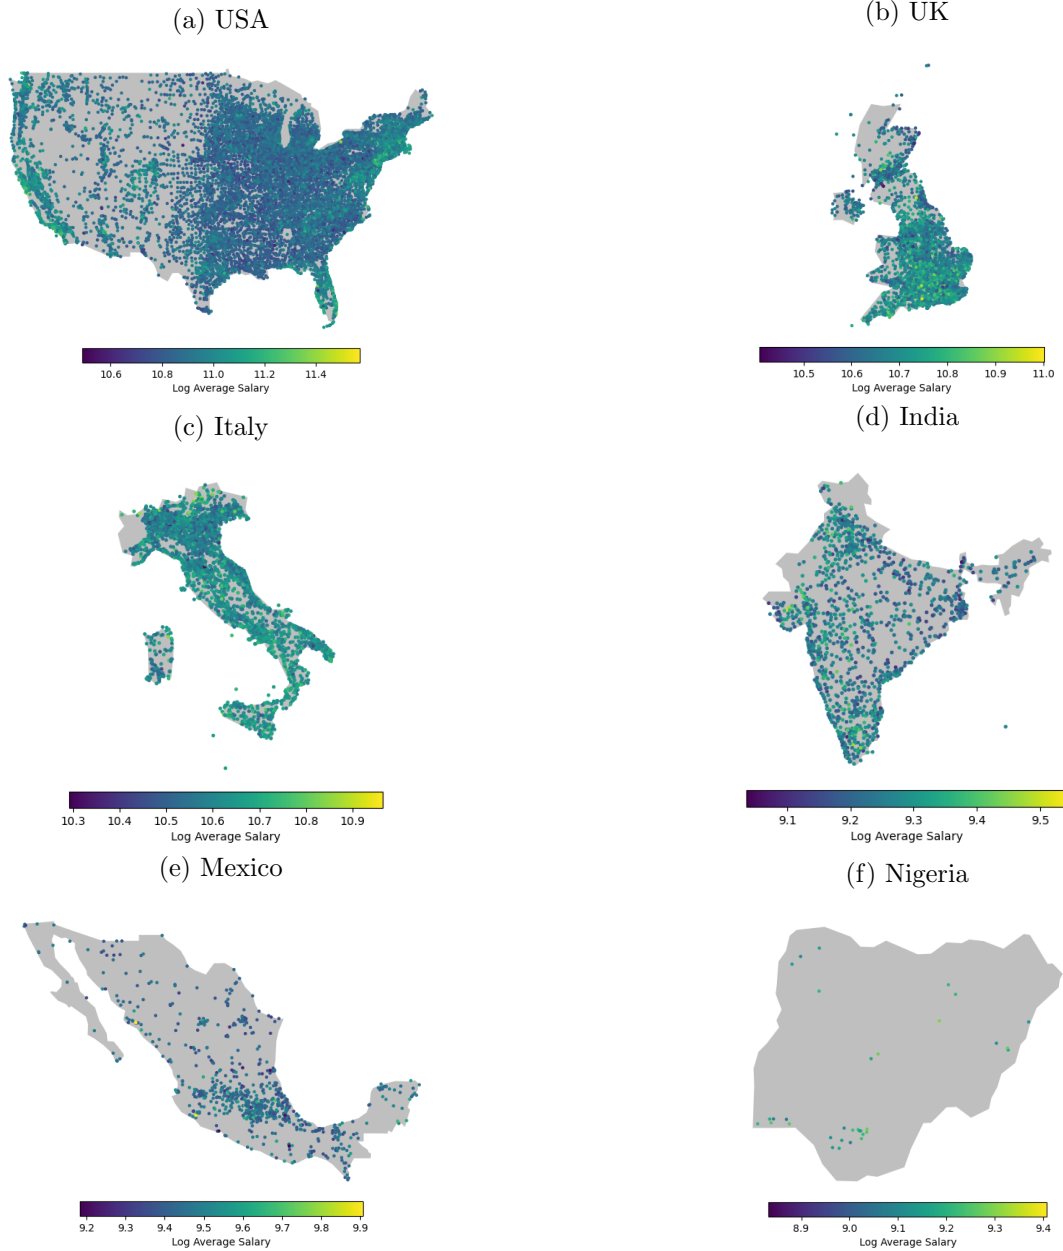 (a) USA
(b) UK
10.6 10.8 11.0 11.2 11.4
Log Average Salary
10.5 10.6 10.7 10.8 10.9 11.0
Log Average Salary
(c) Italy
(d) India
10.3 10.4 10.5 10.6 10.7 10.8 10.9
Log Average Salary
9.1 9.2 9.3 9.4 9.5
Log Average Salary
(e) Mexico
(f) Nigeria
9.2 9.3 9.4 9.5 9.6 9.7 9.8 9.9
Log Average Salary
8.9 9.0 9.1 9.2 9.3 9.4
Log Average Salary